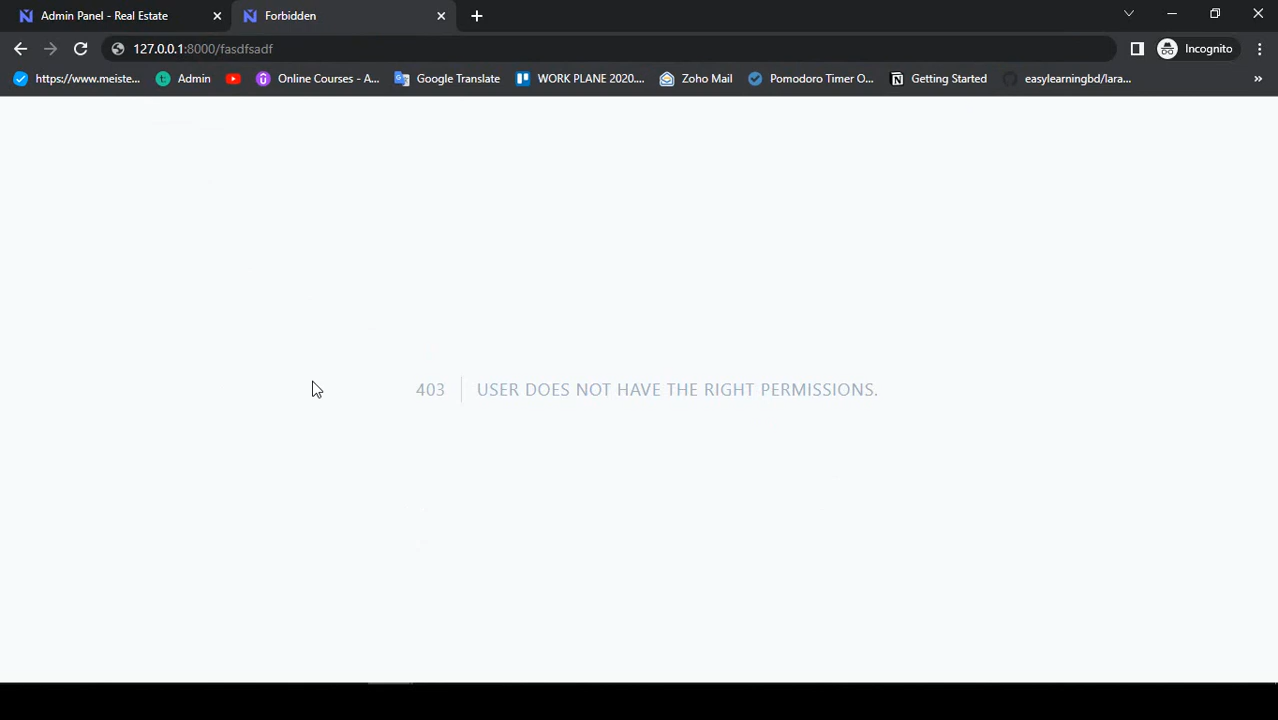 Admin Panel - Real Estate
Forbidden
127.0.0.1:8000/fasdfsadf
Incognito
https://www.meiste...
Admin
Online Courses - A...
Google Translate
WORK PLANE 2020....
Zoho Mail
Pomodoro Timer O...
Getting Started
easylearningbd/lara...
»
403
USER DOES NOT HAVE THE RIGHT PERMISSIONS.